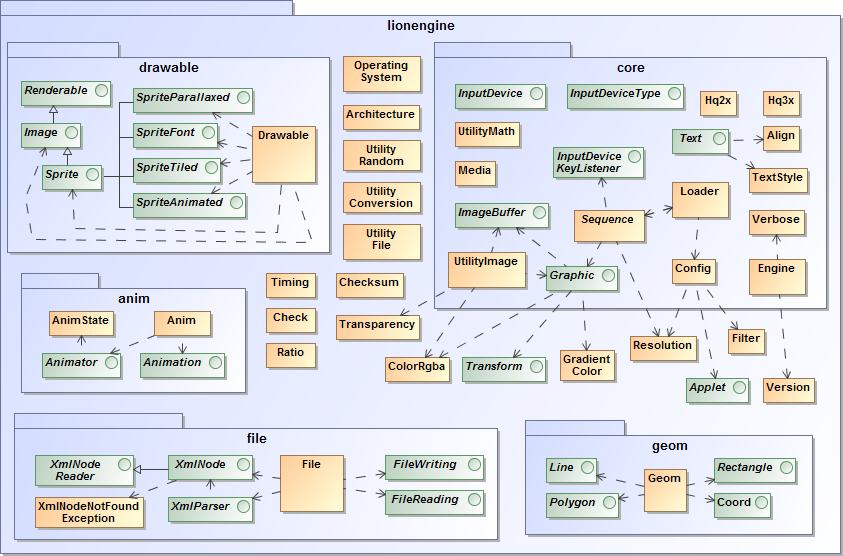 lionengine
drawable
Renderable
Image
Sprite
SpriteParallaxed
SpriteFont
SpriteTiled
SpriteAnimated
Drawable
Operating
System
Architecture
Utility
Random
Utility
Conversion
Utility
File
core
InputDevice
InputDeviceType
Hq2x
Hq3x
UtilityMath
Text
Align
Media
InputDevice
KeyListener
TextStyle
ImageBuffer
Sequence
Loader
Verbose
UtilityImage
Graphic
Config
Engine
anim
AnimState
Anim
Animator
Animation
Timing
Checksum
Check
Transparency
Ratio
ColorRgba
Transform
Gradient
Color
Resolution
Filter
Applet
Version
file
XmlNode
Reader
XmlNode
File
FileWriting
XmlNodeNotFound
Exception
XmlParser
FileReading
geom
Line
Geom
Rectangle
Polygon
Coord